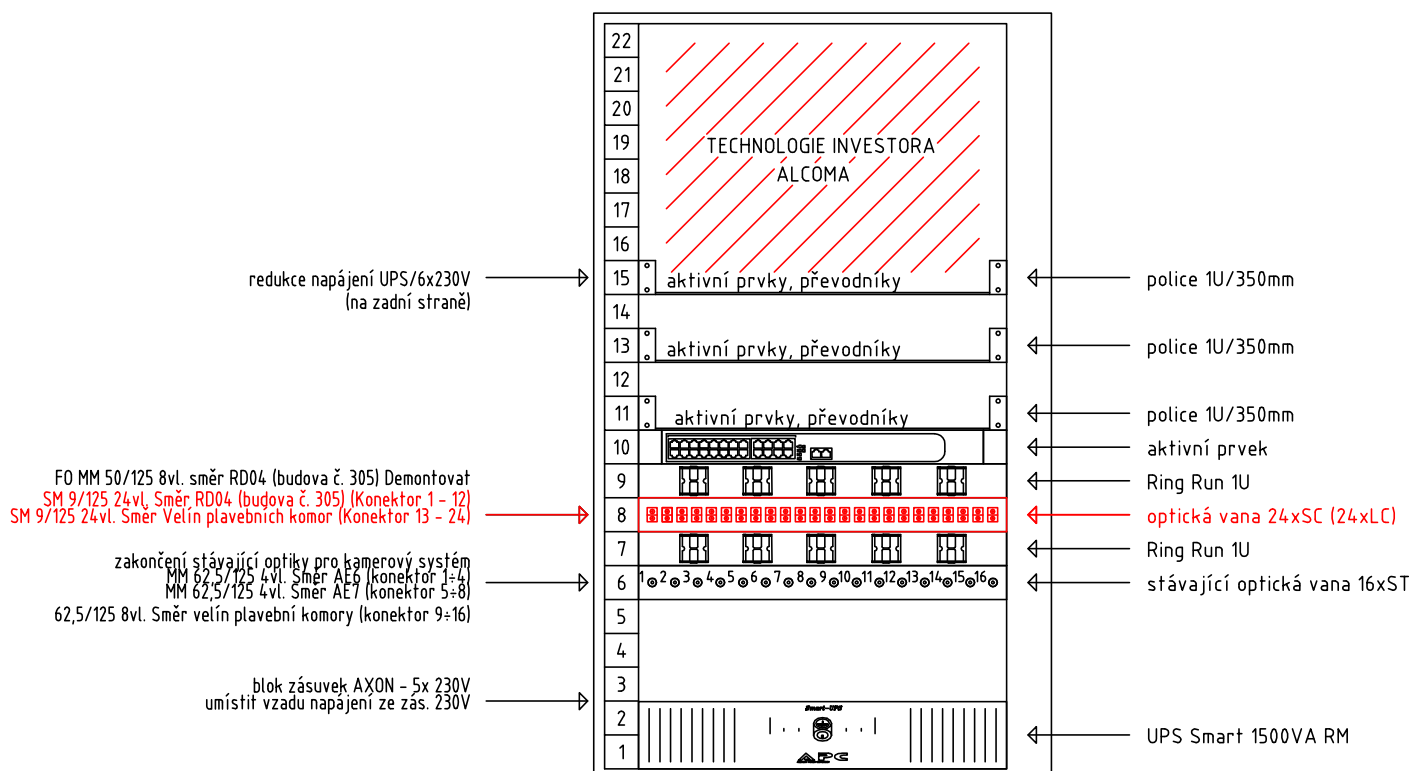 22
21
20
19
TECHNOLOGIE INVESTORA
18
ALCOMA
17
16
redukce napájení UPS/6x230V
(na zadní straně)
15
aktivní prvky, převodníky
police 1U/350mm
14
13
aktivní prvky, převodníky
police 1U/350mm
12
11
aktivní prvky, převodníky
police 1U/350mm
10
aktivní prvek
FO MM 50/125 8vl. směr RD04 (budova č. 305) Demontovat
9
Ring Run 1U
SM 9/125 24vl. Směr RD04 (budova č. 305) (Konektor 1 - 12)
SM 9/125 24vl. Směr Velín plavebních komor (Konektor 13 - 24)
8
optická vana 24xSC (24xLC)
7
Ring Run 1U
zakončení stávající optiky pro kamerový systém
MM 62,5/125 4vl. Směr AE6 (konektor 1÷4)
MM 62,5/125 4vl. Směr AE7 (konektor 5÷8)
62,5/125 8vl. Směr velín plavební komory (konektor 9÷16)
6
1 2 3 4 5 6 7 8 9 10 11 12 13 14 15 16
stávající optická vana 16xST
5
4
3
blok zásuvek AXON - 5x 230V
umístit vzadu napájení ze zás. 230V
2
Smart-UPS
1
APC
UPS Smart 1500VA RM